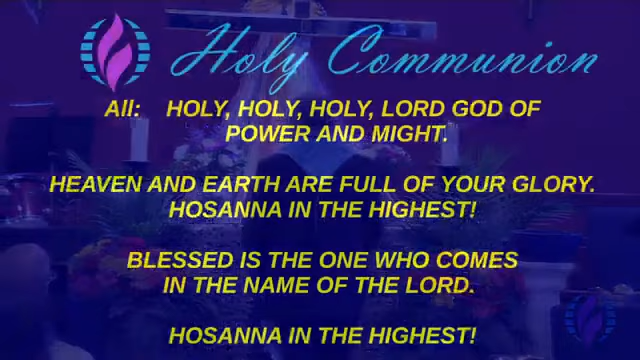 Holy Communion
All: HOLY, HOLY, HOLY, LORD GOD OF
POWER AND MIGHT.
HEAVEN AND EARTH ARE FULL OF YOUR GLORY.
HOSANNA IN THE HIGHEST!
BLESSED IS THE ONE WHO COMES
IN THE NAME OF THE LORD.
HOSANNA IN THE HIGHEST!